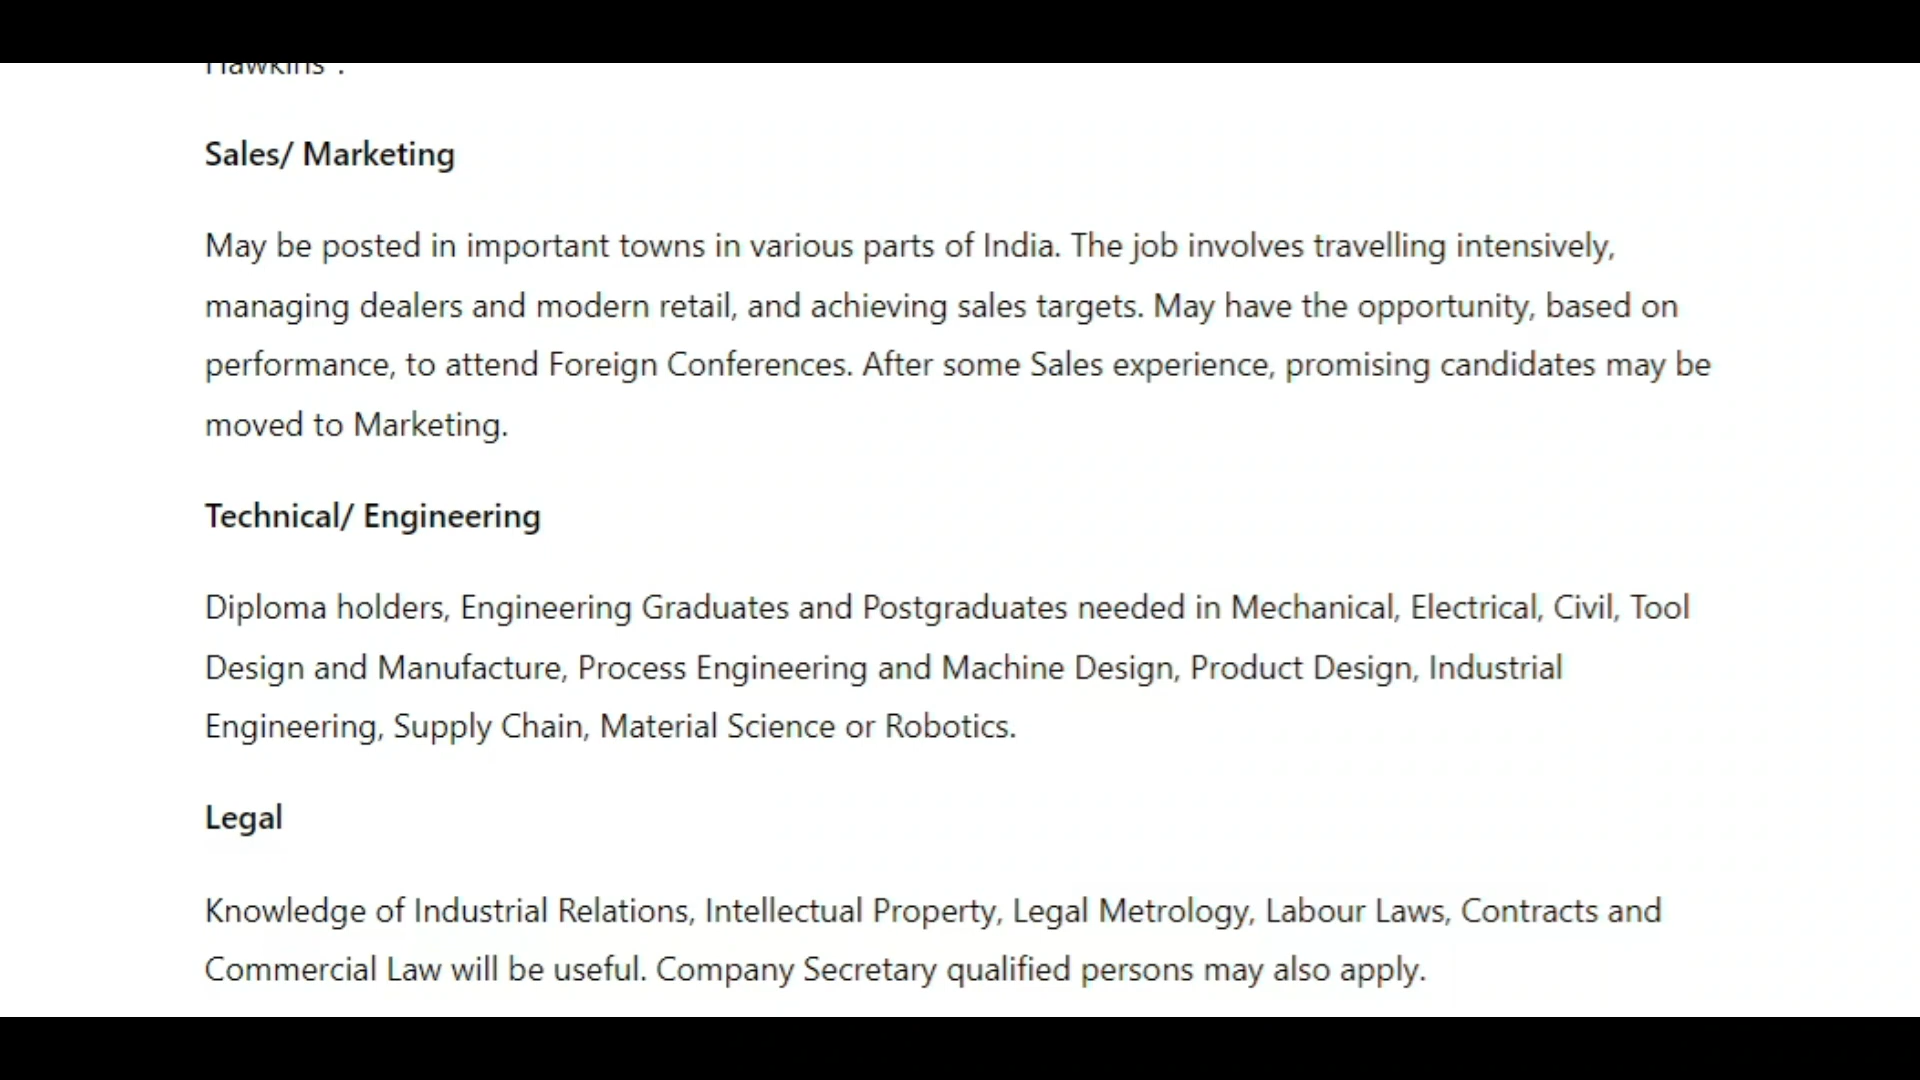 Hawkins".
Sales/ Marketing
May be posted in important towns in various parts of India. The job involves travelling intensively,
managing dealers and modern retail, and achieving sales targets. May have the opportunity, based on
performance, to attend Foreign Conferences. After some Sales experience, promising candidates may be
moved to Marketing.
Technical/ Engineering
Diploma holders, Engineering Graduates and Postgraduates needed in Mechanical, Electrical, Civil, Tool
Design and Manufacture, Process Engineering and Machine Design, Product Design, Industrial
Engineering, Supply Chain, Material Science or Robotics.
Legal
Knowledge of Industrial Relations, Intellectual Property, Legal Metrology, Labour Laws, Contracts and
Commercial Law will be useful. Company Secretary qualified persons may also apply.